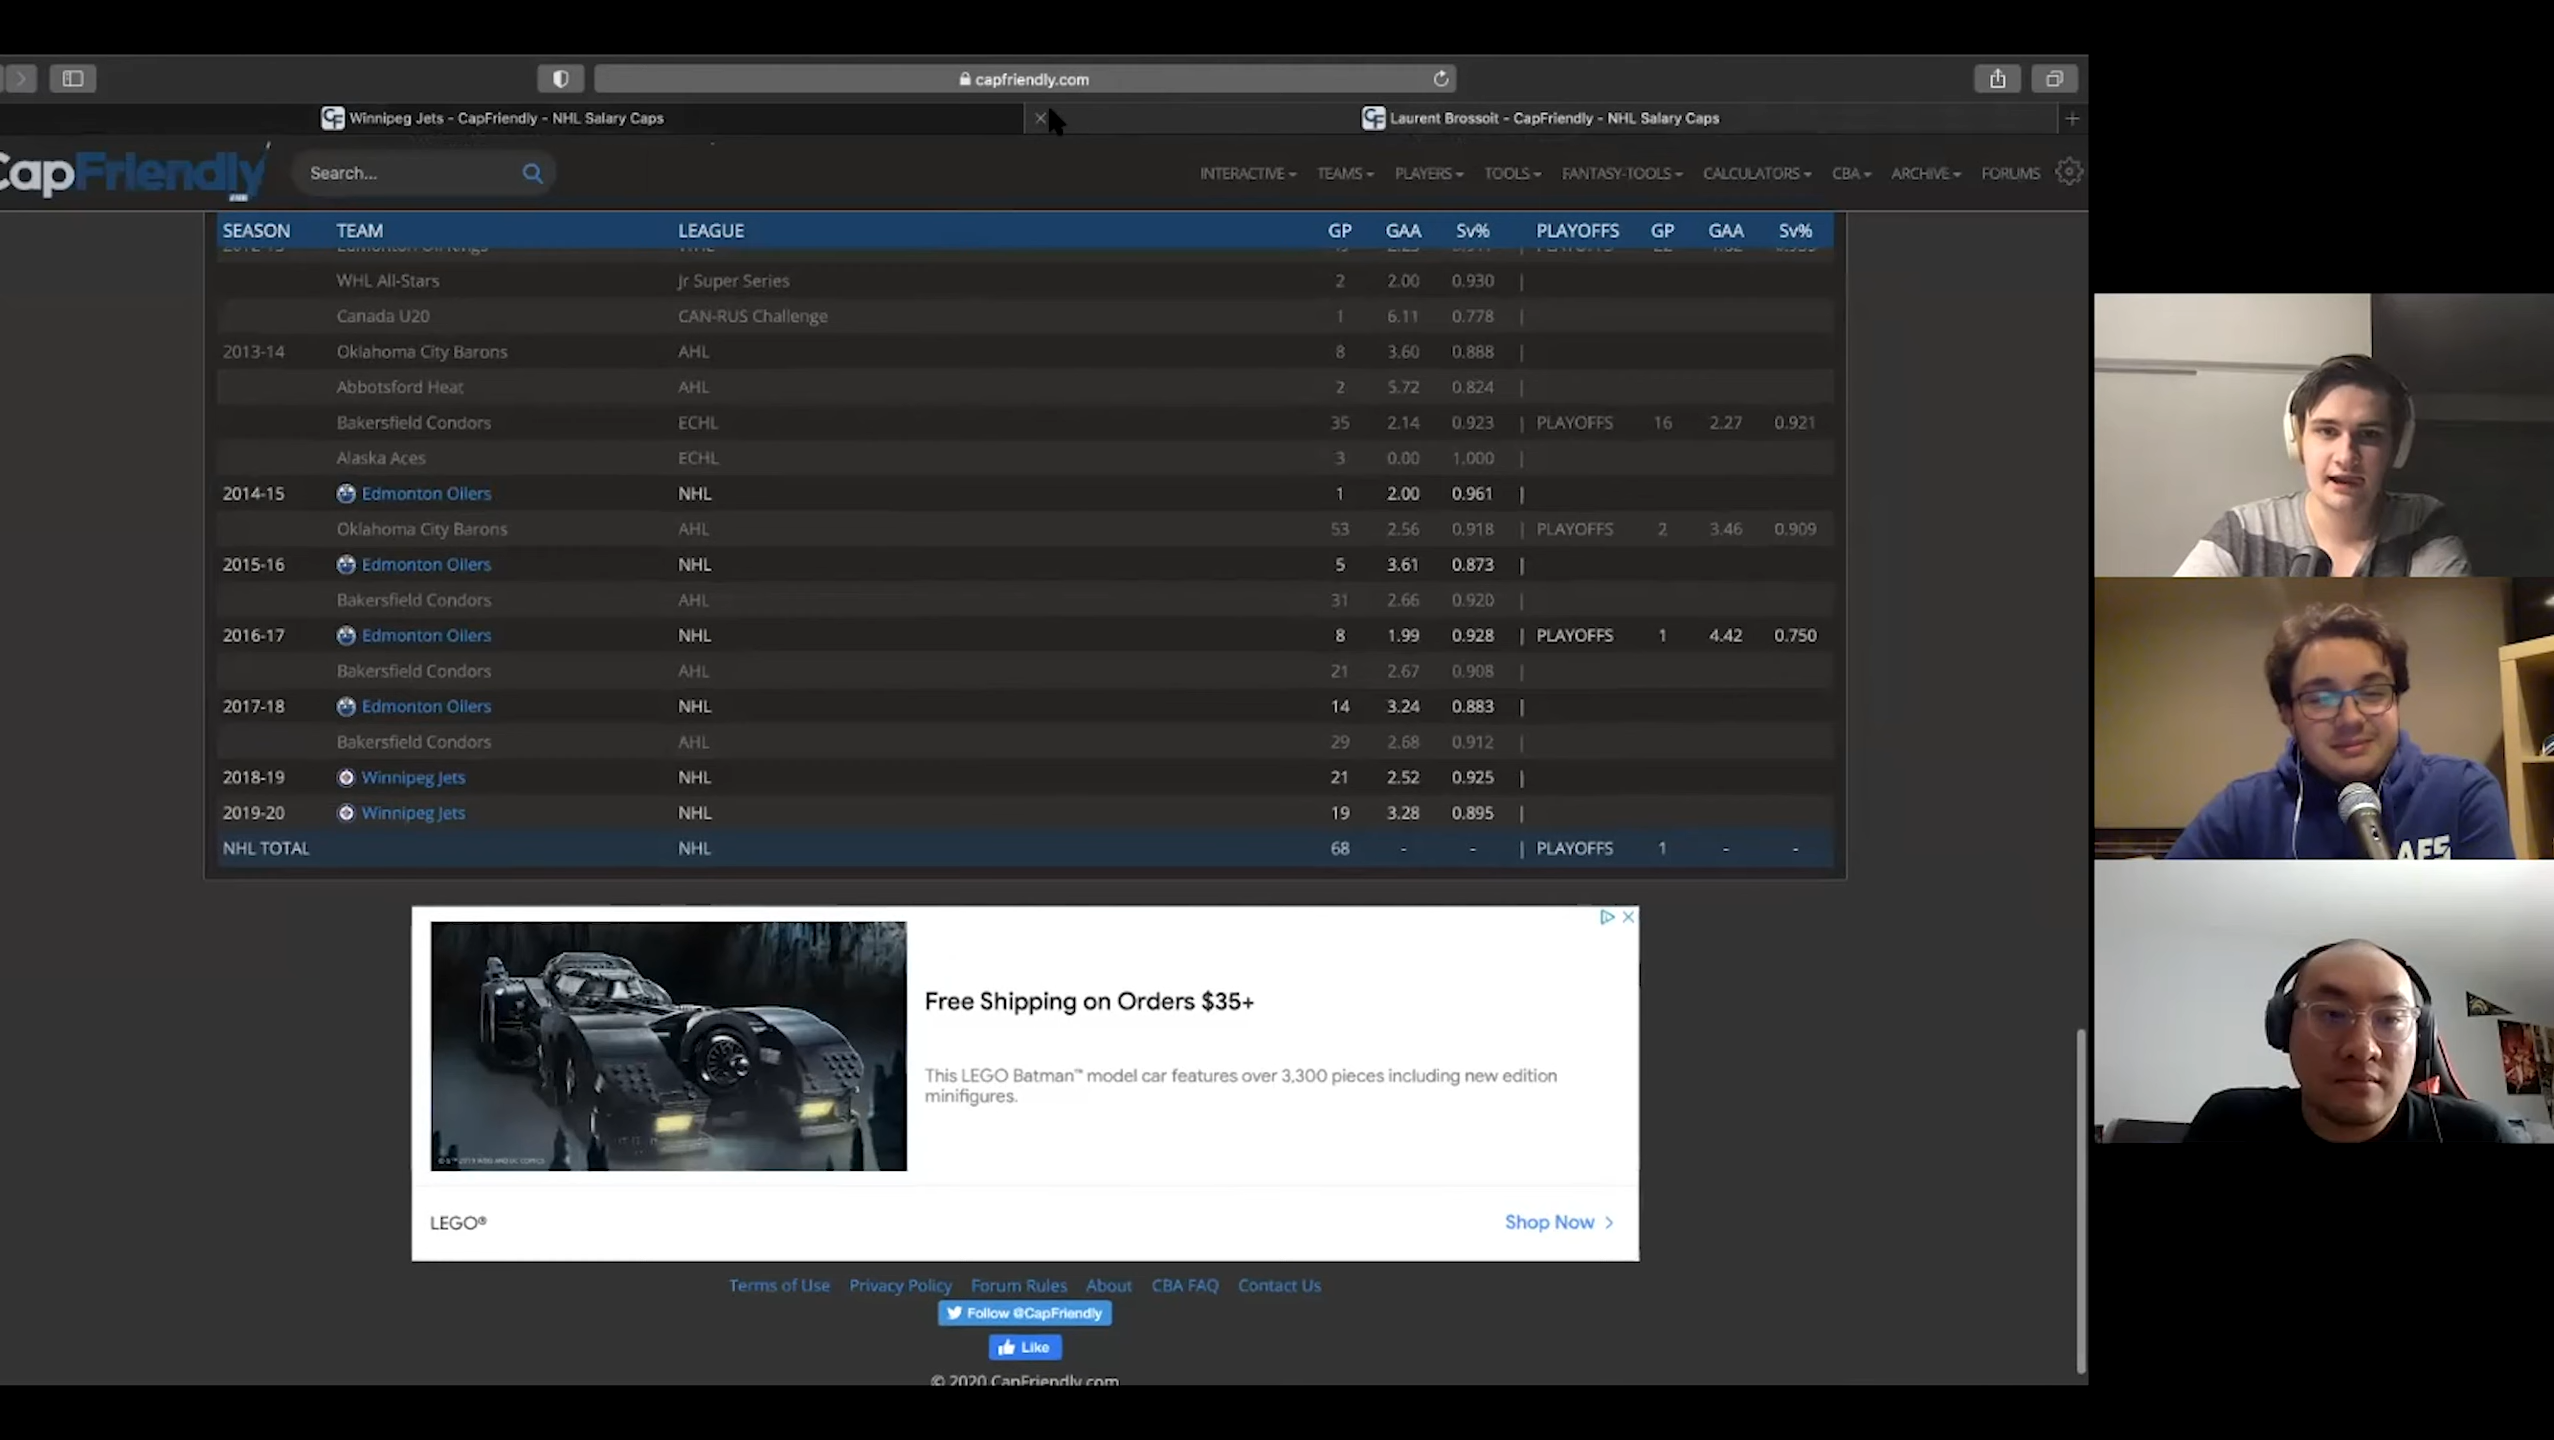 capfriendly.com
Winnipeg Jets - CapFriendly - NHL Salary Caps
Laurent Brossoit - CapFriendly - NHL Salary Caps
CapFriendly
Search...
INTERACTIVE TEAMS PLAYERS TOOLS FANTASY-TOOLS CALCULATORS CBA ARCHIVE FORUMS
SEASON TEAM LEAGUE GP GAA Sv% PLAYOFFS GP GAA Sv%
WHL All-Stars Jr Super Series 2 2.00 0.930 |
Canada U20 CAN-RUS Challenge 1 6.11 0.778 |
2013-14 Oklahoma City Barons AHL 8 3.60 0.888 |
Abbotsford Heat AHL 2 5.72 0.824 |
Bakersfield Condors ECHL 35 2.14 0.923 | PLAYOFFS 16 2.27 0.921
Alaska Aces ECHL 3 0.00 1.000 |
2014-15 Edmonton Oilers NHL 1 2.00 0.961 |
Oklahoma City Barons AHL 53 2.56 0.918 | PLAYOFFS 2 3.46 0.909
2015-16 Edmonton Oilers NHL 5 3.61 0.873 |
Bakersfield Condors AHL 31 2.66 0.920 |
2016-17 Edmonton Oilers NHL 8 1.99 0.928 | PLAYOFFS 1 4.42 0.750
Bakersfield Condors AHL 21 2.67 0.908 |
2017-18 Edmonton Oilers NHL 14 3.24 0.883 |
Bakersfield Condors AHL 29 2.68 0.912 |
2018-19 Winnipeg Jets NHL 21 2.52 0.925 |
2019-20 Winnipeg Jets NHL 19 3.28 0.895 |
NHL TOTAL NHL 68 - - | PLAYOFFS 1 - -
Free Shipping on Orders $35+
This LEGO Batman™ model car features over 3,300 pieces including new edition
minifigures.
LEGO®
Shop Now
Terms of Use Privacy Policy Forum Rules About CBA FAQ Contact Us
Follow @CapFriendly
Like
© 2020 CapFriendly.com